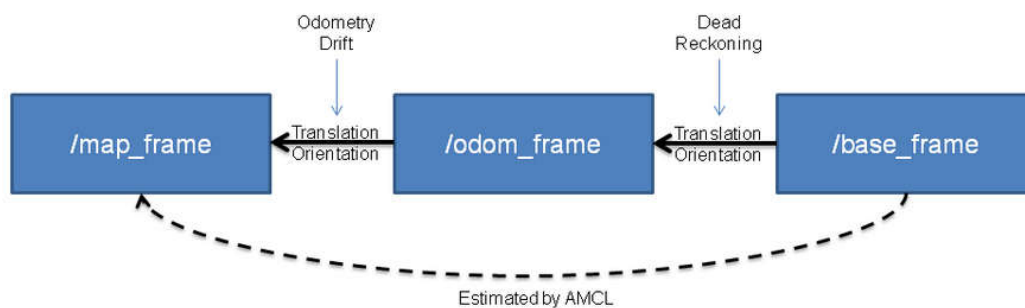 Odometry
Drift
Dead
Reckoning
/map_frame
Translation
Orientation
/odom_frame
Translation
Orientation
/base_frame
Estimated by AMCL